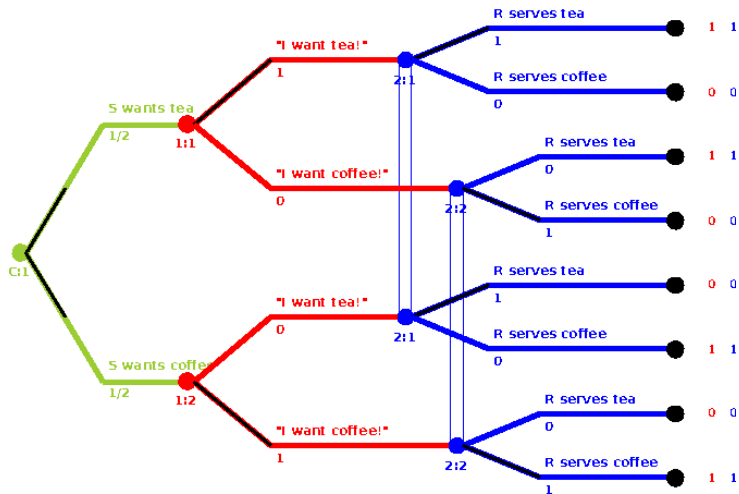 R serves tea
1
1 1
"I want tea!"
1
2:1
R serves coffee
0
0 0
S wants tea
1/2
1:1
R serves tea
0
1 1
"I want coffee!"
0
2:2
R serves coffee
1
0 0
C:1
R serves tea
1
0 0
"I want tea!"
0
2:1
R serves coffee
0
1 1
S wants coffee
1/2
1:2
R serves tea
0
0 0
"I want coffee!"
1
2:2
R serves coffee
1
1 1